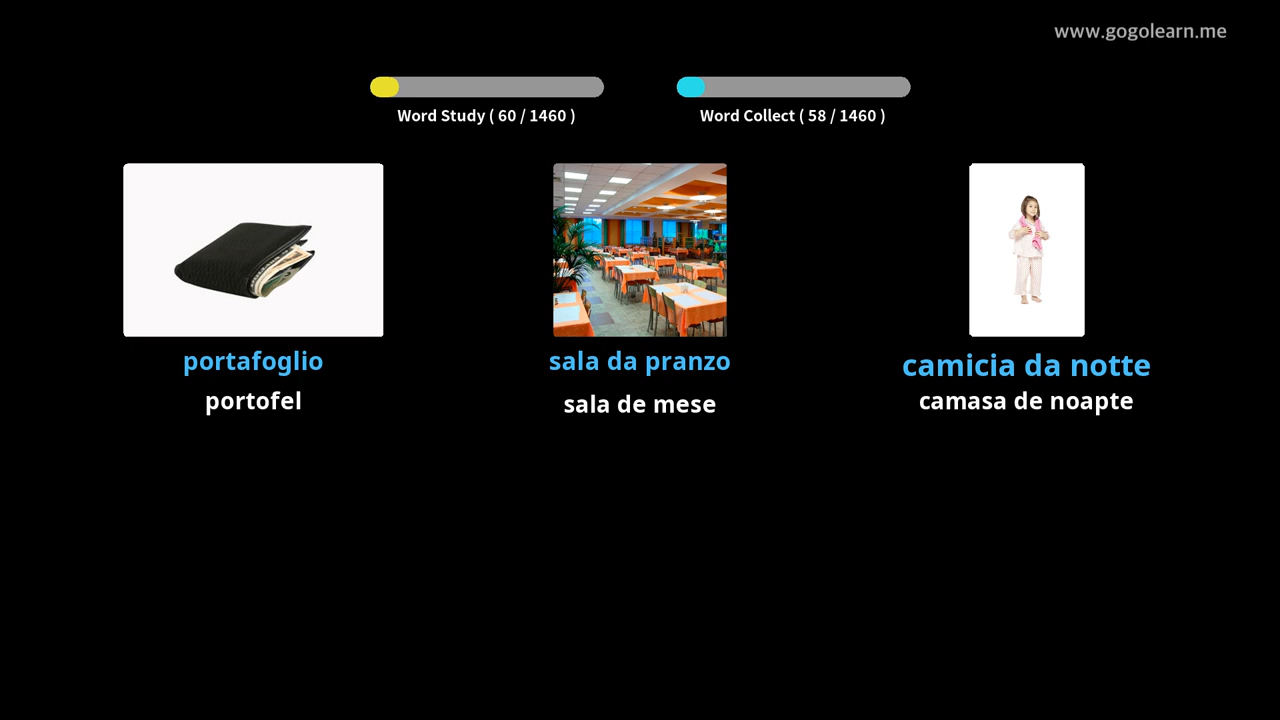 www.gogolearn.me
Word Study ( 60 / 1460 )
Word Collect ( 58 / 1460 )
portafoglio
sala da pranzo
camicia da notte
portofel
sala de mese
camasa de noapte